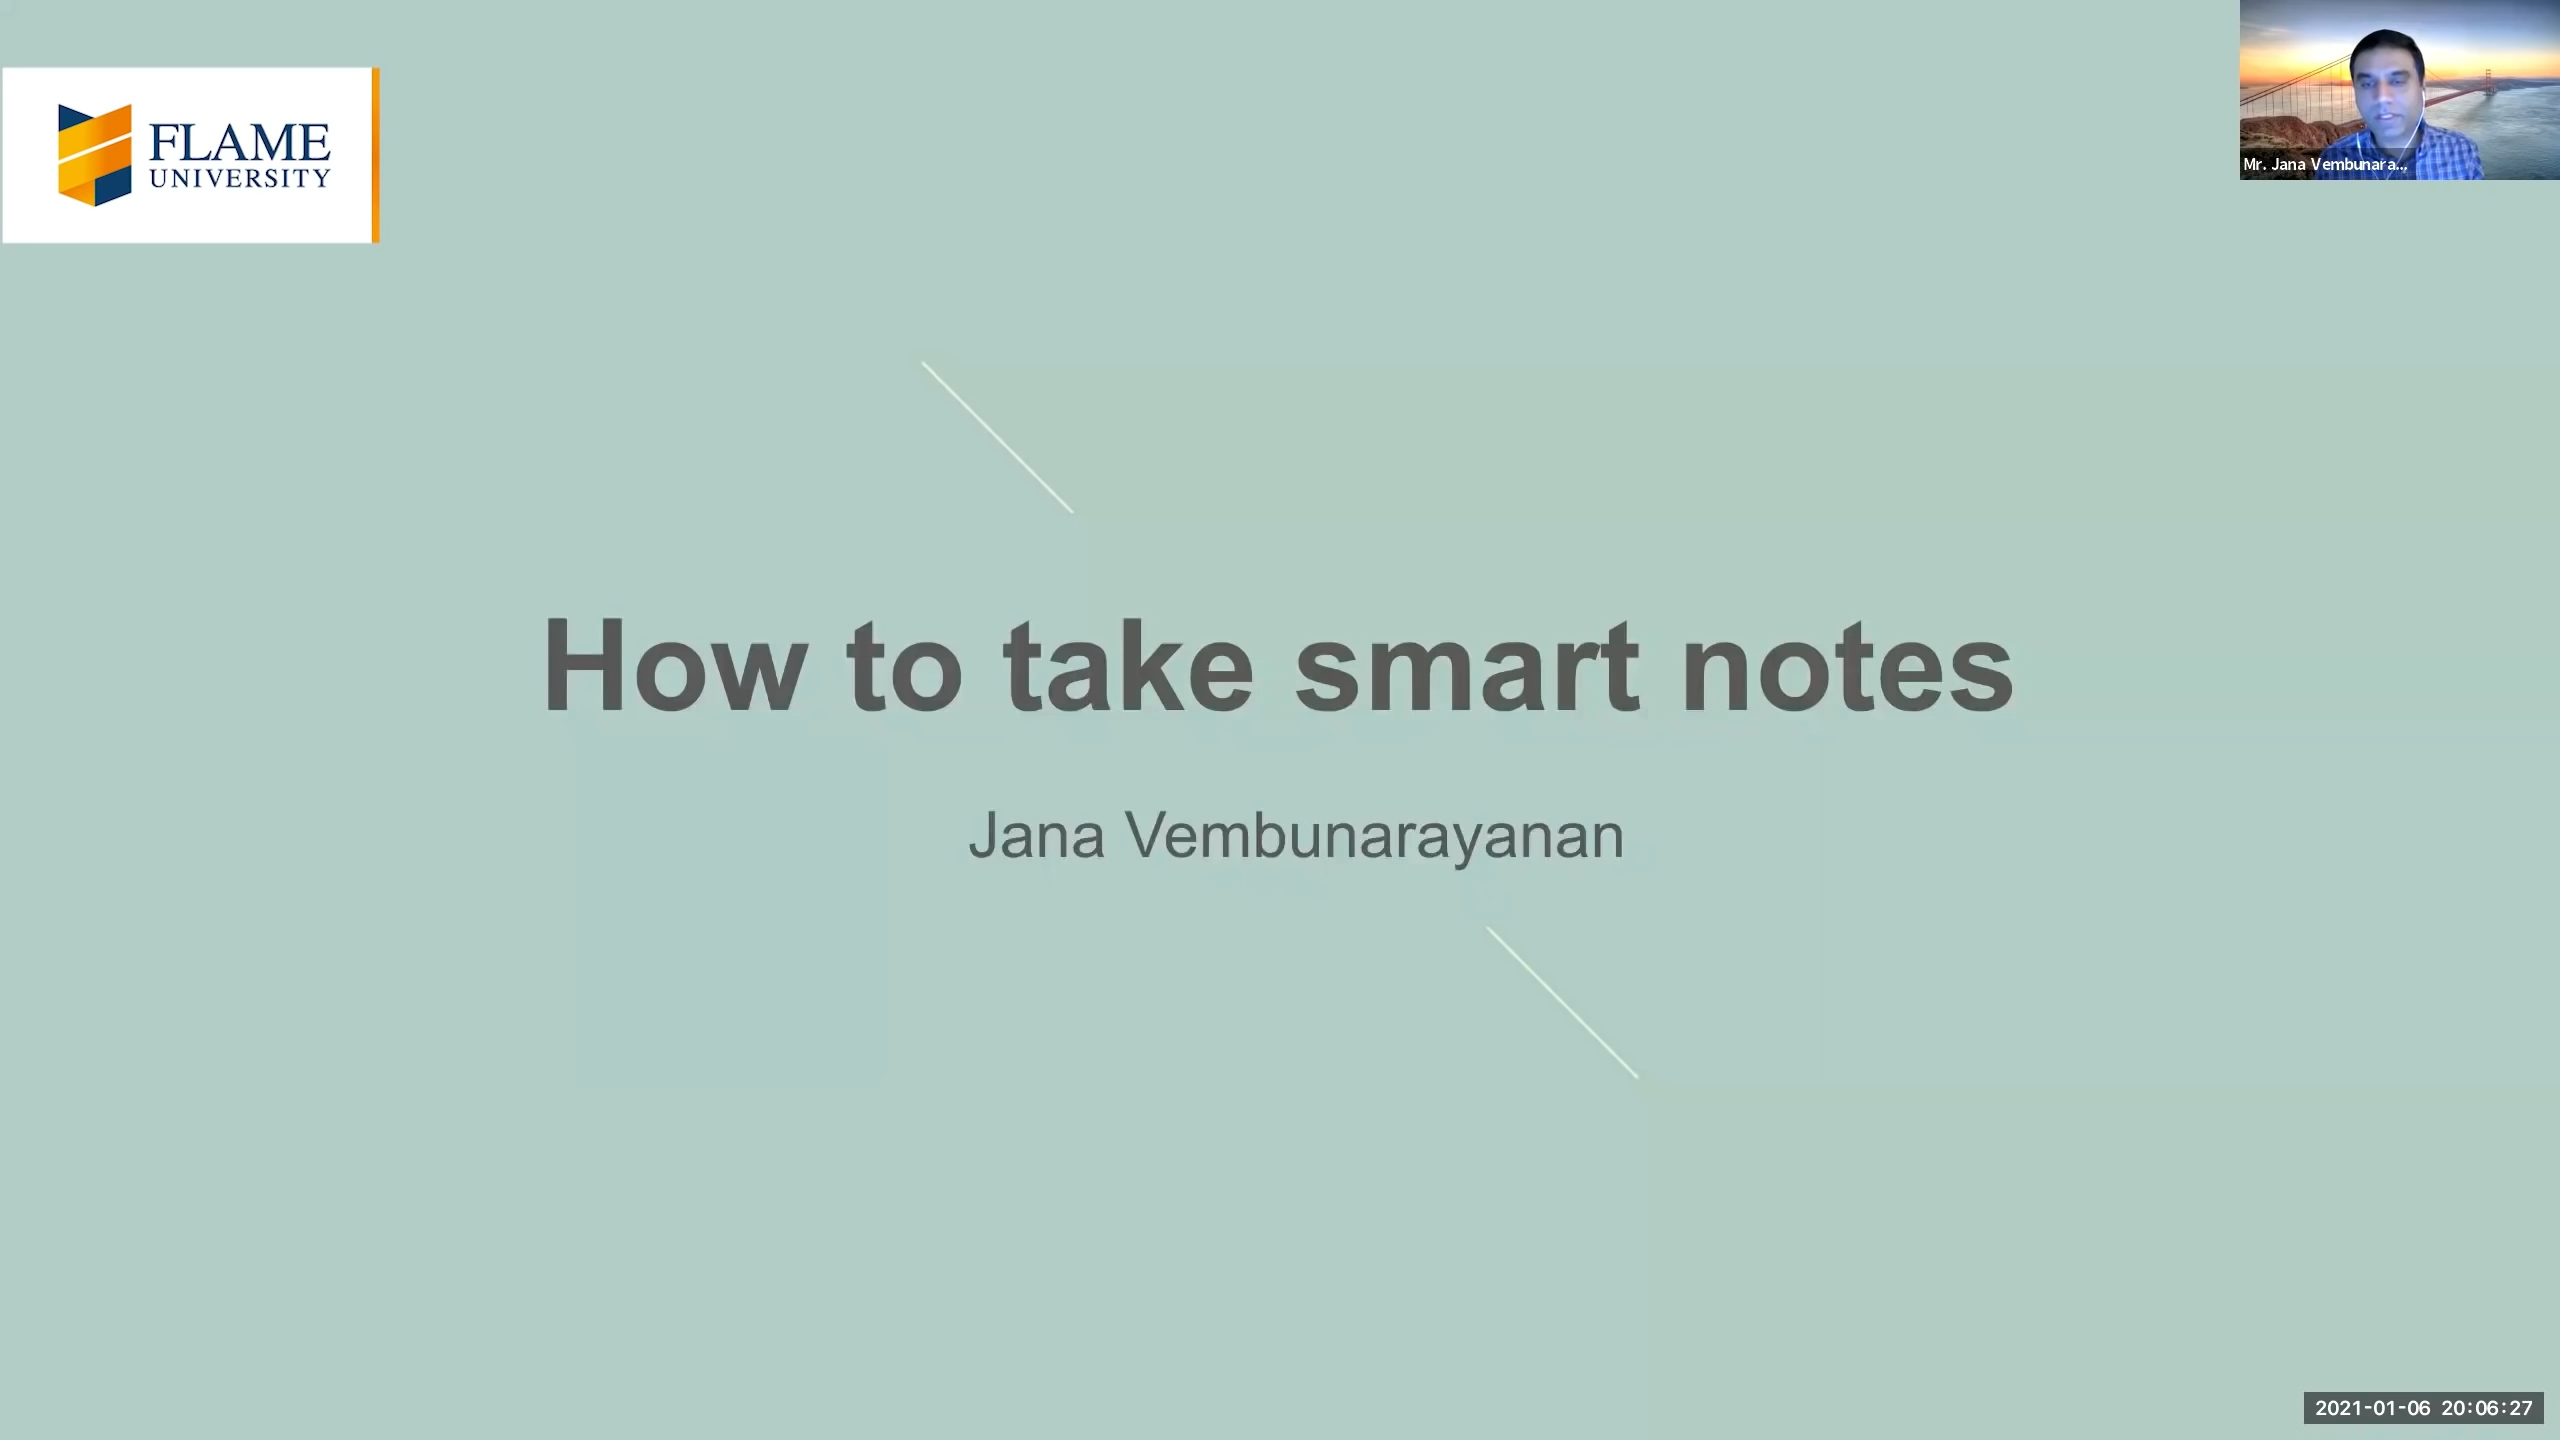 FLAME
UNIVERSITY
Mr. Jana Vembunara...
How to take smart notes
Jana Vembunarayanan
2021-01-06 20:06:27